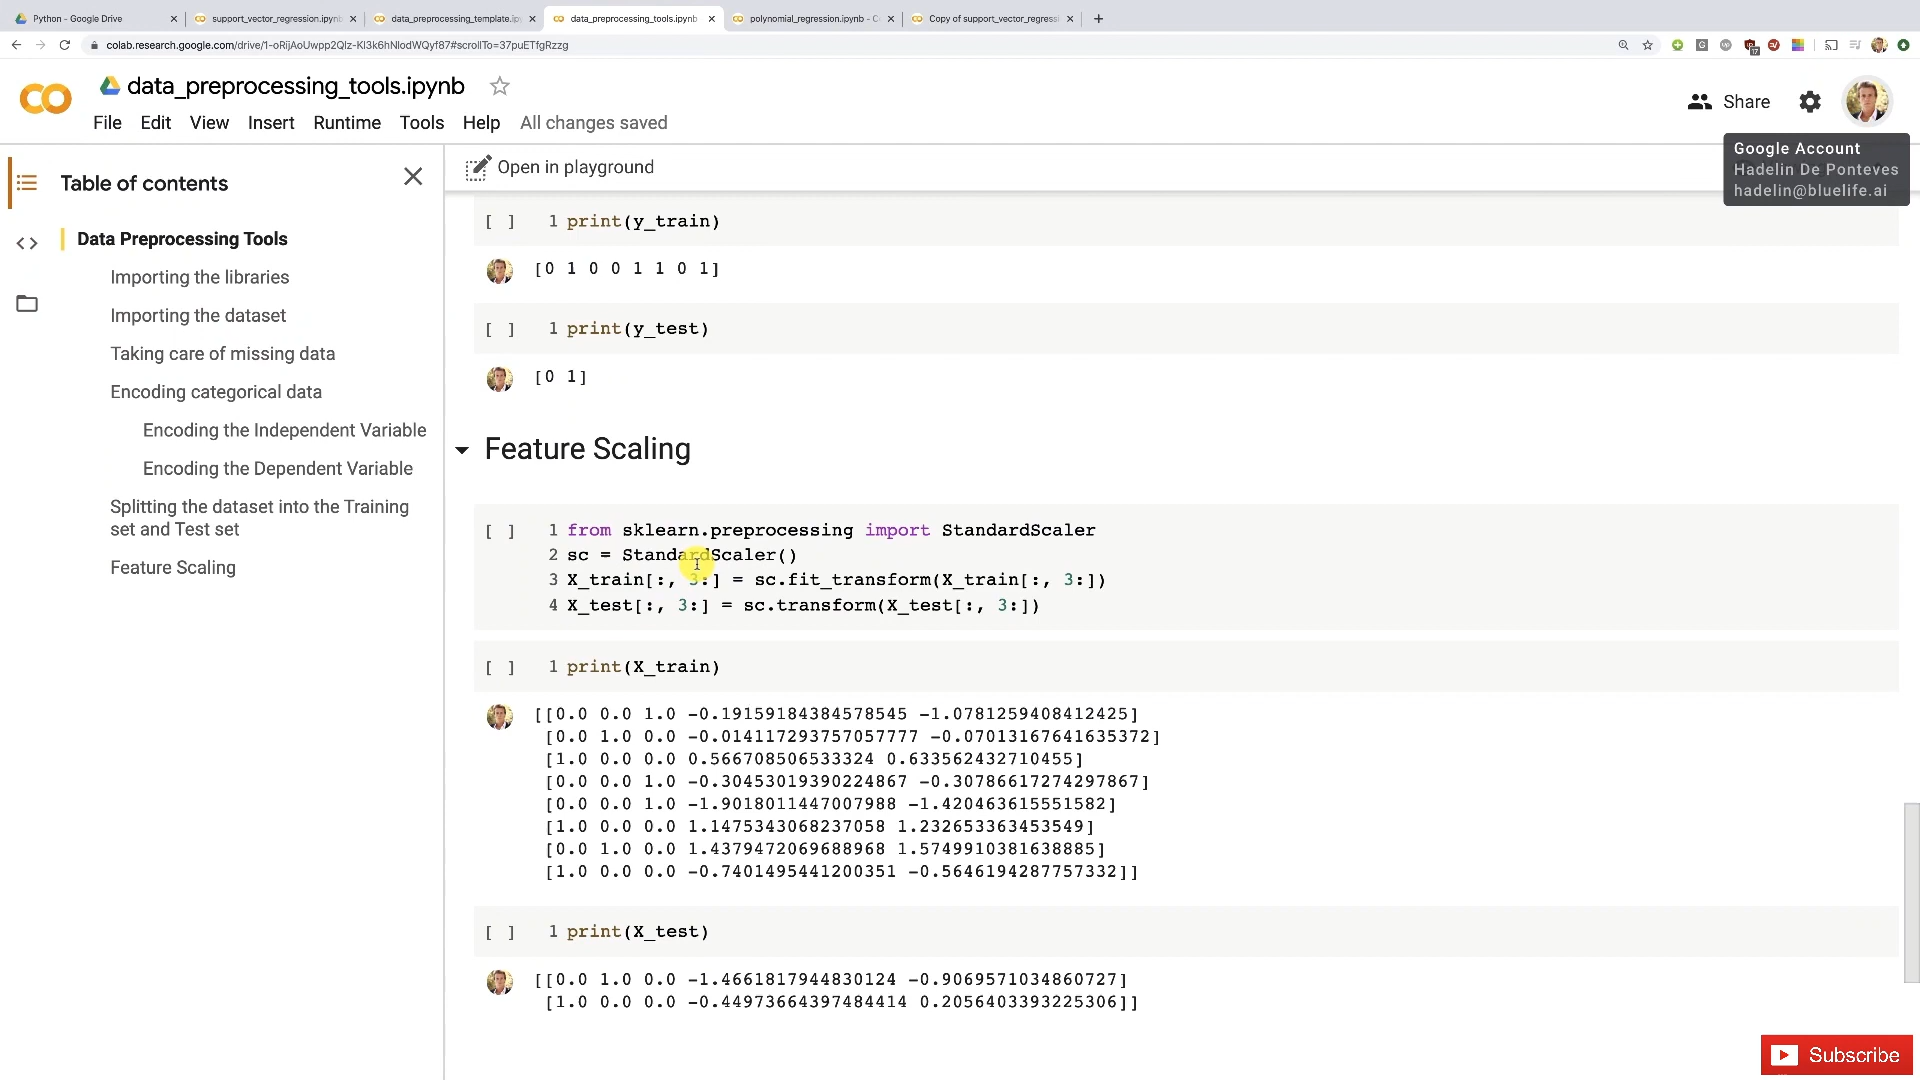 Python - Google Drive
support_vector_regression.ipynb
data_preprocessing_template.ip
data_preprocessing_tools.ipynb
polynomial_regression.ipynb - C
Copy of support_vector_regress
colab.research.google.com/drive/1-oRijAoUwpp2Qlz-Kl3k6hNlodWQyf87#scrollTo=37puETfgRzzg
17
data_preprocessing_tools.ipynb
Share
File Edit View Insert Runtime Tools Help All changes saved
Google Account
Hadelin De Ponteves
hadelin@bluelife.ai
Table of contents
Data Preprocessing Tools
Importing the libraries
Importing the dataset
Taking care of missing data
Encoding categorical data
Encoding the Independent Variable
Encoding the Dependent Variable
Splitting the dataset into the Training
set and Test set
Feature Scaling
Open in playground
[ ] 1 print(y_train)
[0 1 0 0 1 1 0 1]
[ ] 1 print(y_test)
[0 1]
Feature Scaling
[ ] 1 from sklearn.preprocessing import StandardScaler
2 sc = StandardScaler()
3 X_train[:, 3:] = sc.fit_transform(X_train[:, 3:])
4 X_test[:, 3:] = sc.transform(X_test[:, 3:])
[ ] 1 print(X_train)
[[0.0 0.0 1.0 -0.19159184384578545 -1.0781259408412425]
[0.0 1.0 0.0 -0.014117293757057777 -0.07013167641635372]
[1.0 0.0 0.0 0.566708506533324 0.633562432710455]
[0.0 0.0 1.0 -0.30453019390224867 -0.30786617274297867]
[0.0 0.0 1.0 -1.9018011447007988 -1.420463615551582]
[1.0 0.0 0.0 1.1475343068237058 1.232653363453549]
[0.0 1.0 0.0 1.4379472069688968 1.5749910381638885]
[1.0 0.0 0.0 -0.7401495441200351 -0.5646194287757332]]
[ ] 1 print(X_test)
[[0.0 1.0 0.0 -1.4661817944830124 -0.9069571034860727]
[1.0 0.0 0.0 -0.44973664397484414 0.2056403393225306]]
Subscribe